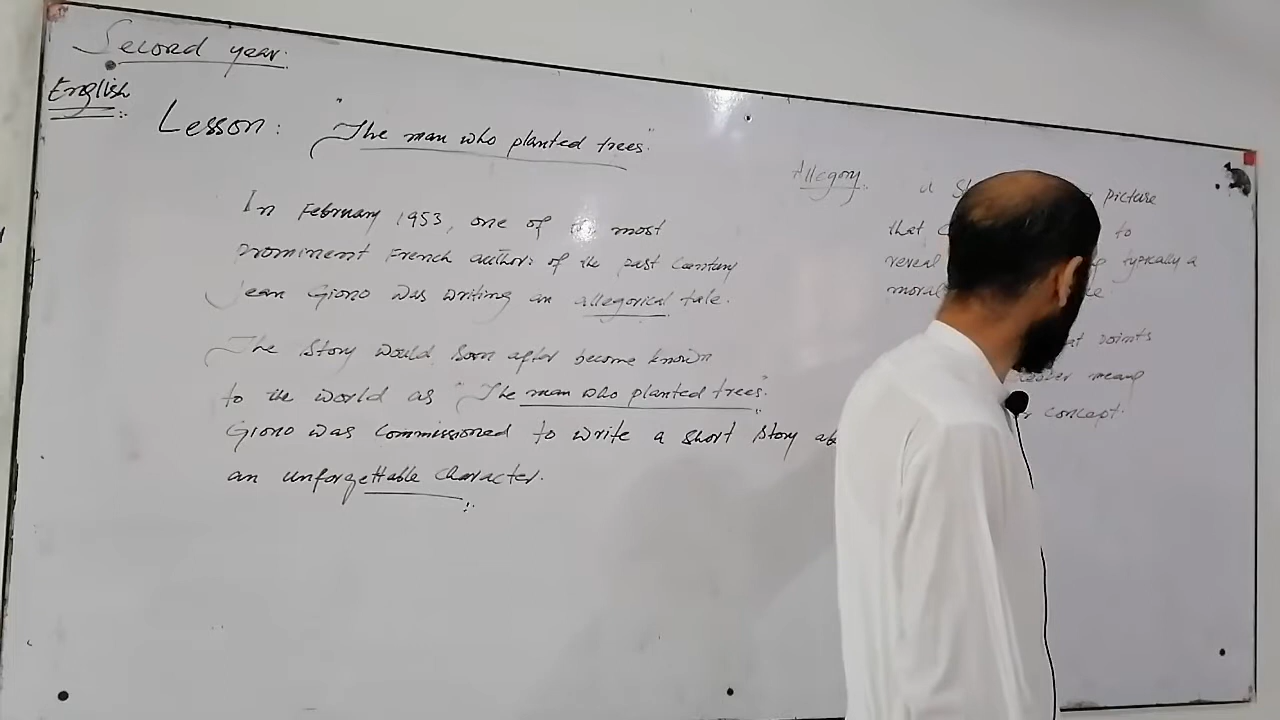 Second year:
English
Lesson: "The man who planted trees."
In February 1953, one of the most
prominent French authors of the past Century
Jean Giono was writing an allegorical tale.
The story would soon after become known
to the world as "The man who planted trees."
Giono was Commissioned to write a short story
an unforgettable character.
Allegory: a picture
that to
reveal typically a
moral
points
meaning
concept.